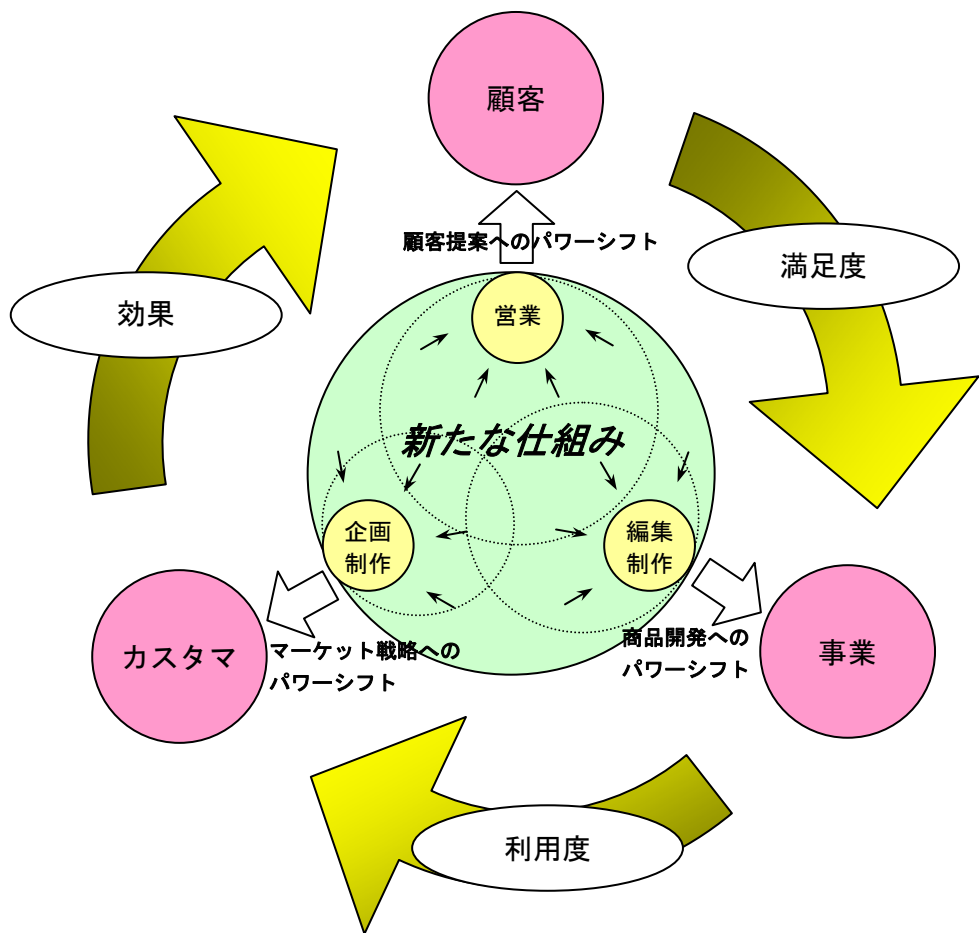 顧客
顧客提案へのパワーシフト
満足度
効果
営業
新たな仕組み
企画
制作
編集
制作
カスタマ
マーケット戦略への
パワーシフト
商品開発への
パワーシフト
事業
利用度